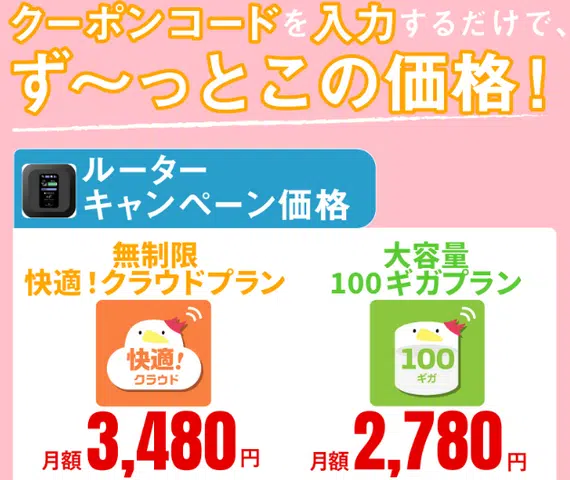 クーポンコードを入力するだけで、
ず〜っとこの価格！
ルーター
キャンペーン価格
無制限
快適！クラウドプラン
快適！
クラウド
月額3,480円
大容量
100ギガプラン
100
ギガ
月額2,780円